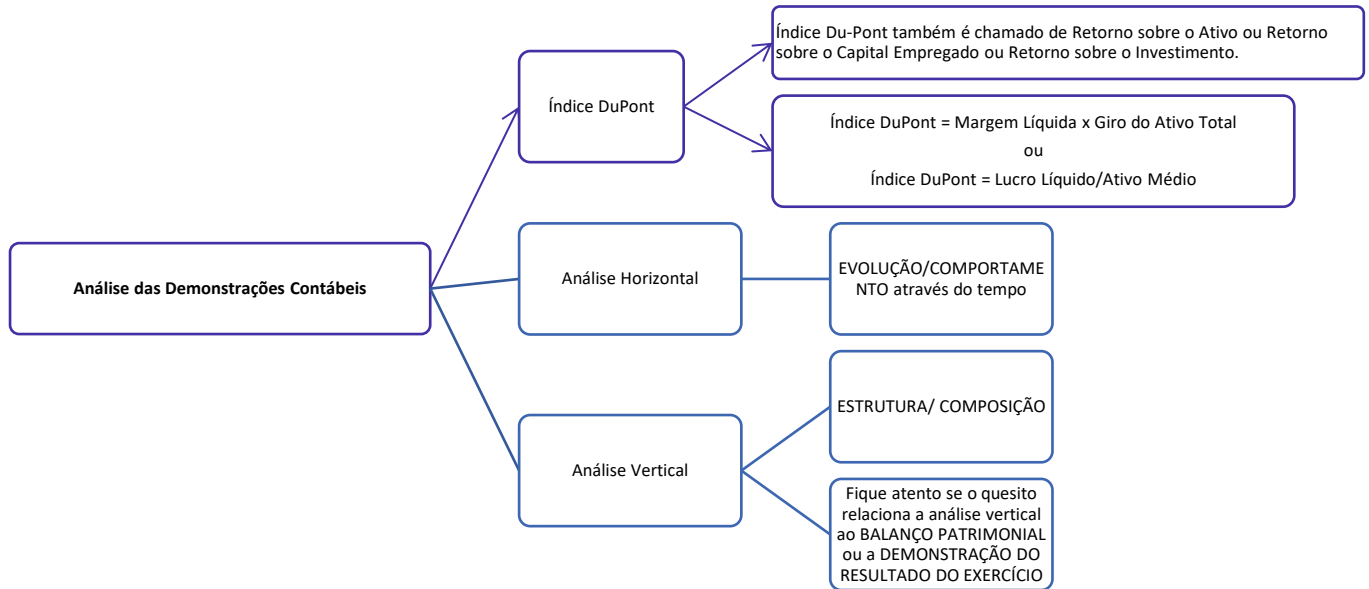 Análise das Demonstrações Contábeis
Índice DuPont
Índice Du-Pont também é chamado de Retorno sobre o Ativo ou Retorno
sobre o Capital Empregado ou Retorno sobre o Investimento.
Índice DuPont = Margem Líquida x Giro do Ativo Total
ou
Índice DuPont = Lucro Líquido/Ativo Médio
Análise Horizontal
EVOLUÇÃO/COMPORTAME
NTO através do tempo
Análise Vertical
ESTRUTURA/ COMPOSIÇÃO
Fique atento se o quesito
relaciona a análise vertical
ao BALANÇO PATRIMONIAL
ou a DEMONSTRAÇÃO DO
RESULTADO DO EXERCÍCIO